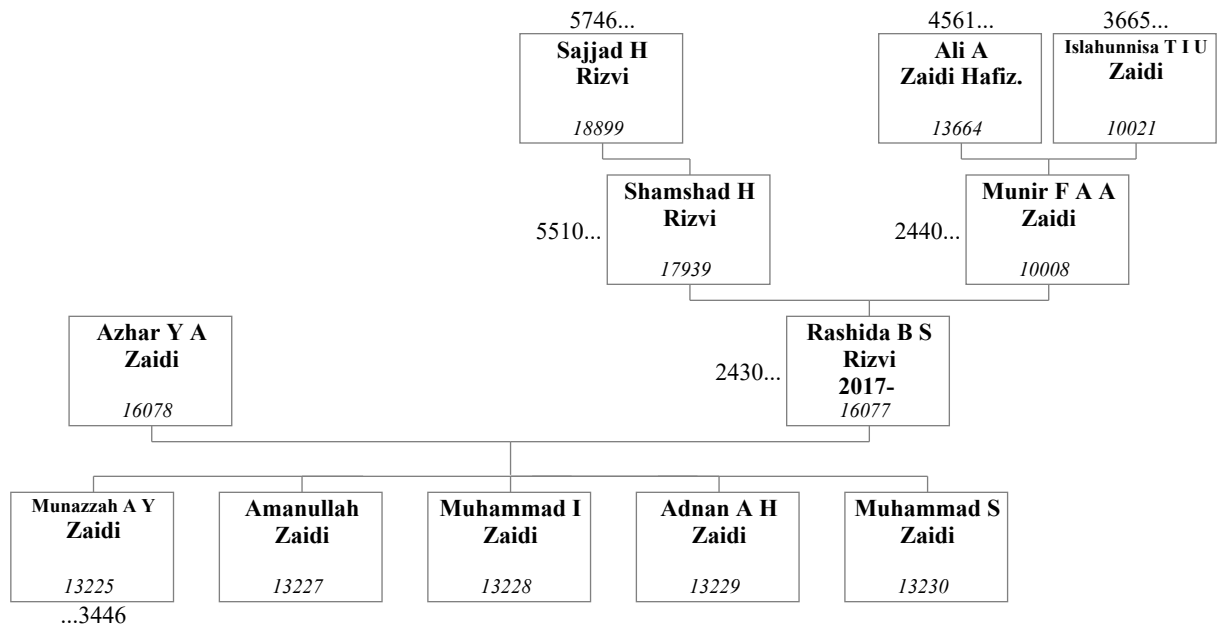 5746...
4561...
3665...
Sajjad H
Rizvi
18899
Ali A
Zaidi Hafiz.
13664
Islahunnisa T I U
Zaidi
10021
5510...
Shamshad H
Rizvi
17939
2440...
Munir F A A
Zaidi
10008
Azhar Y A
Zaidi
16078
2430...
Rashida B S
Rizvi
2017-
16077
Munazzah A Y
Zaidi
13225
...3446
Amanullah
Zaidi
13227
Muhammad I
Zaidi
13228
Adnan A H
Zaidi
13229
Muhammad S
Zaidi
13230